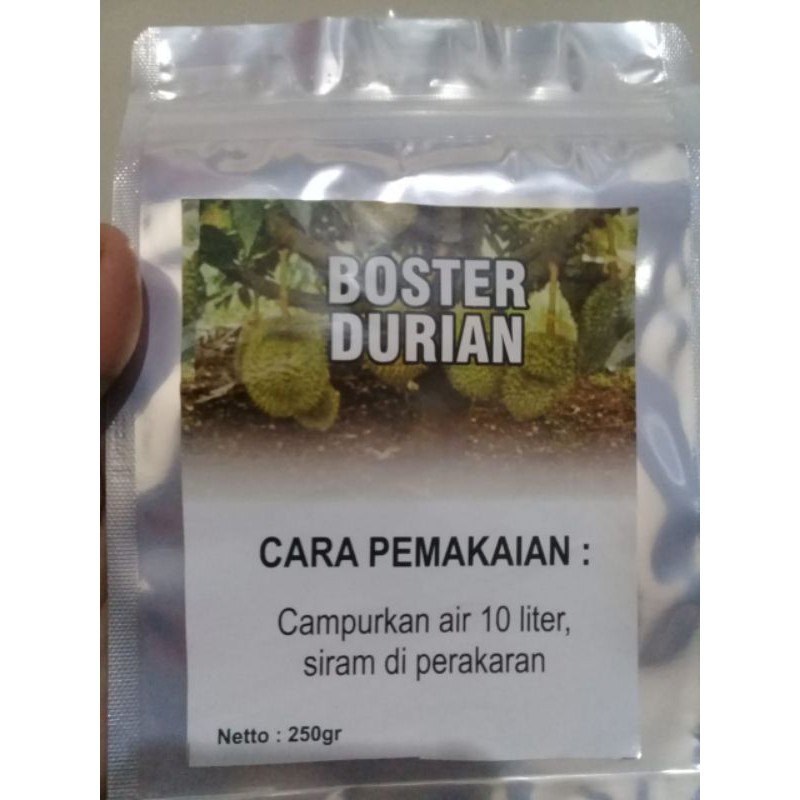 BOSTER
DURIAN
CARA PEMAKAIAN :
Campurkan air 10 liter,
siram di perakaran
Netto : 250gr